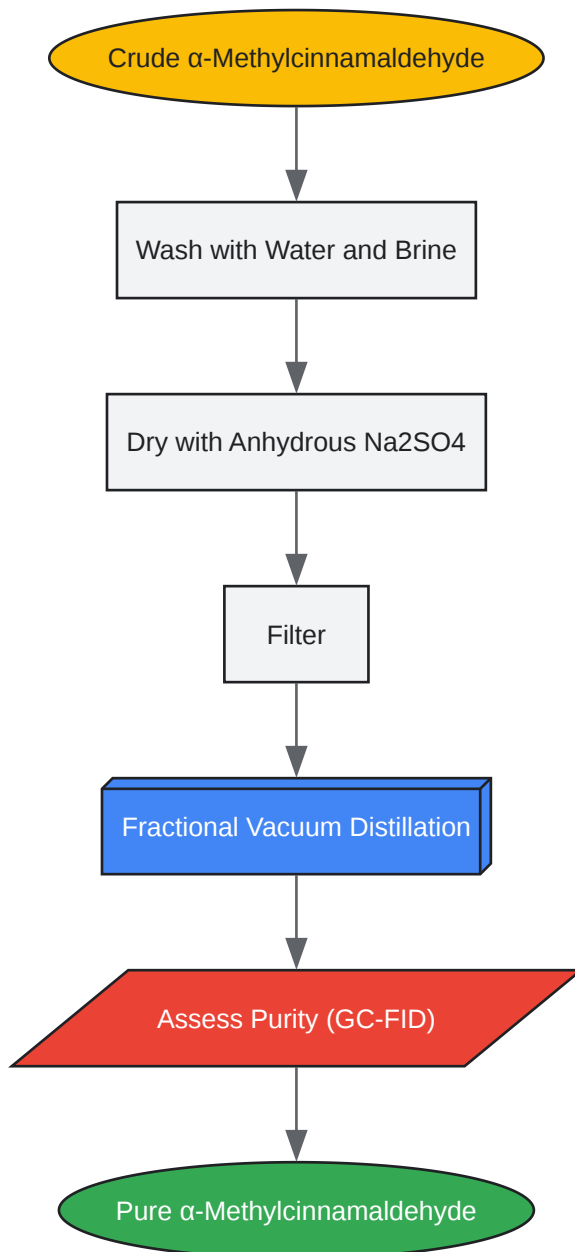 Crude α-Methylcinnamaldehyde
Wash with Water and Brine
Dry with Anhydrous Na2SO4
Filter
Fractional Vacuum Distillation
Assess Purity (GC-FID)
Pure α-Methylcinnamaldehyde